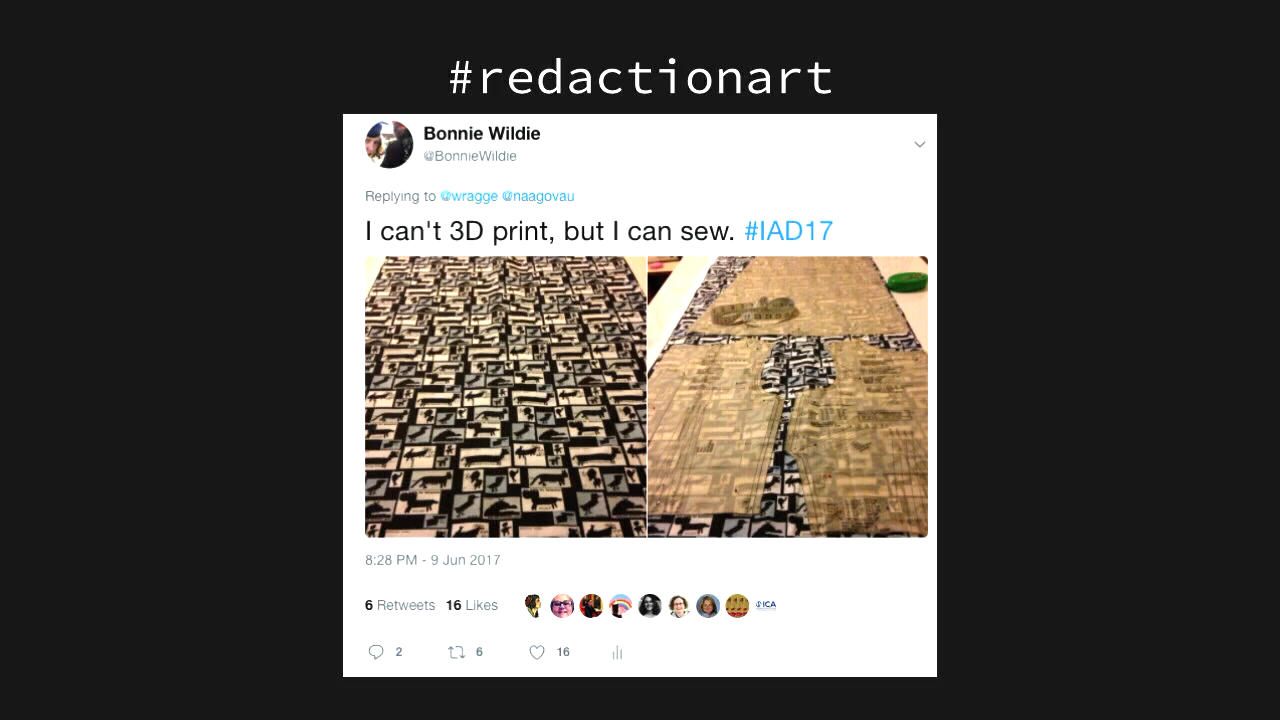 #redactionart
Bonnie Wildie
@BonnieWildie
Replying to @wragge @naagovau
I can't 3D print, but I can sew. #IAD17
8:28 PM - 9 Jun 2017
6 Retweets 16 Likes
ICA
2 6 16